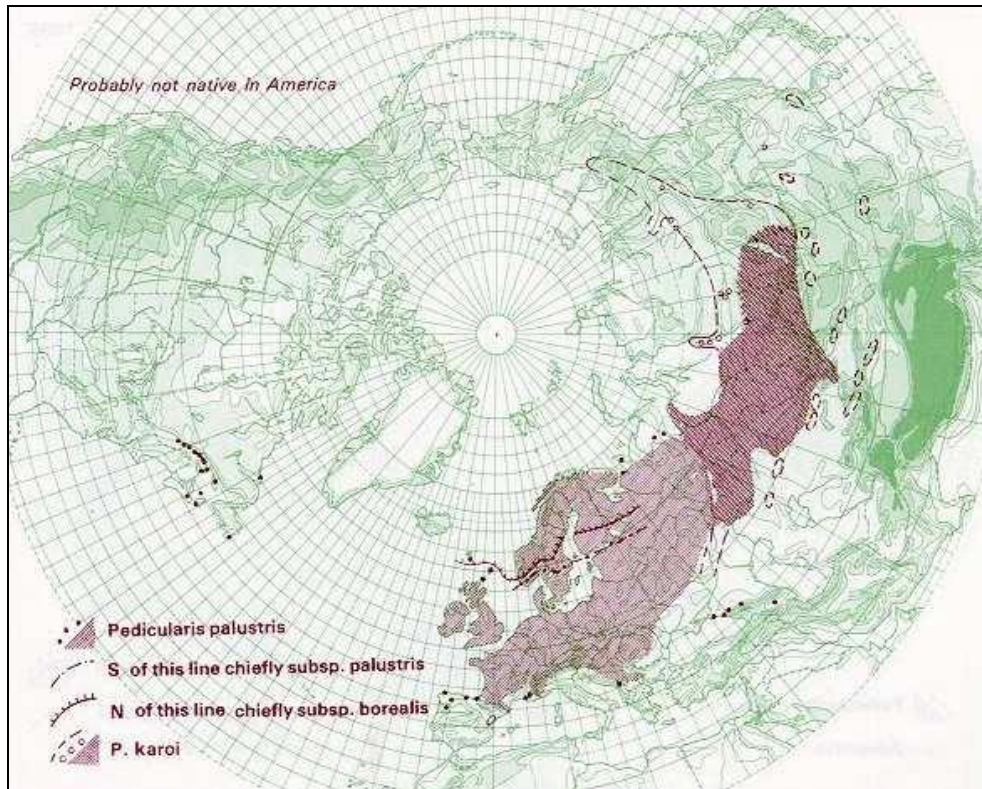 Probably not native in America
Pedicularis palustris
S of this line chiefly subsp. palustris
N of this line chiefly subsp. borealis
P. karoi